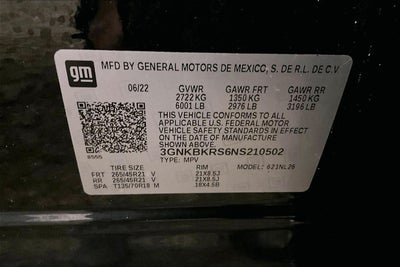 gm MFD BY GENERAL MOTORS DE MEXICO, S. DE R.L. DE C.V.
06/22 GVWR GAWR FRT GAWR RR
2722 KG 1350 KG 1450 KG
6001 LB 2976 LB 3196 LB
THIS VEHICLE CONFORMS TO ALL
APPLICABLE U.S. FEDERAL MOTOR
VEHICLE SAFETY STANDARDS IN EFFECT ON
THE DATE OF MANUFACTURE SHOWN ABOVE.
3GNKBKRS6NS210502
TYPE: MPV MODEL: 621NL26
TIRE SIZE RIM
FRT 265/45R21 V 21X8.5J
RR 265/45R21 V 21X8.5J
SPA T135/70R18 M 18X4.5B